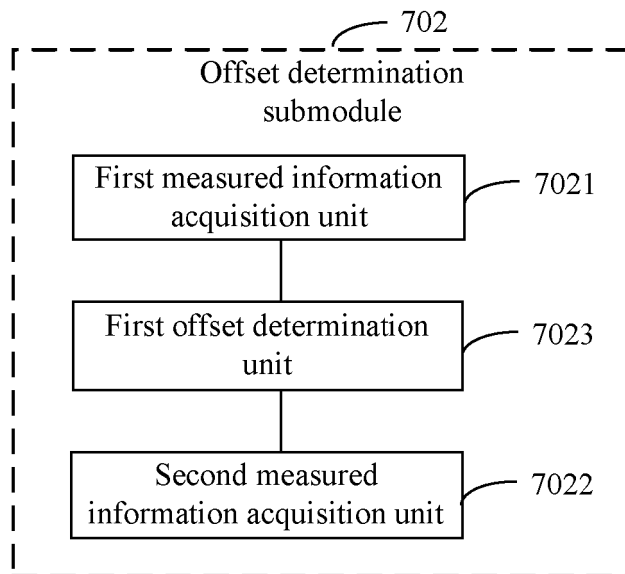 702
Offset determination
submodule
First measured information
acquisition unit
7021
First offset determination
unit
7023
Second measured
information acquisition unit
7022